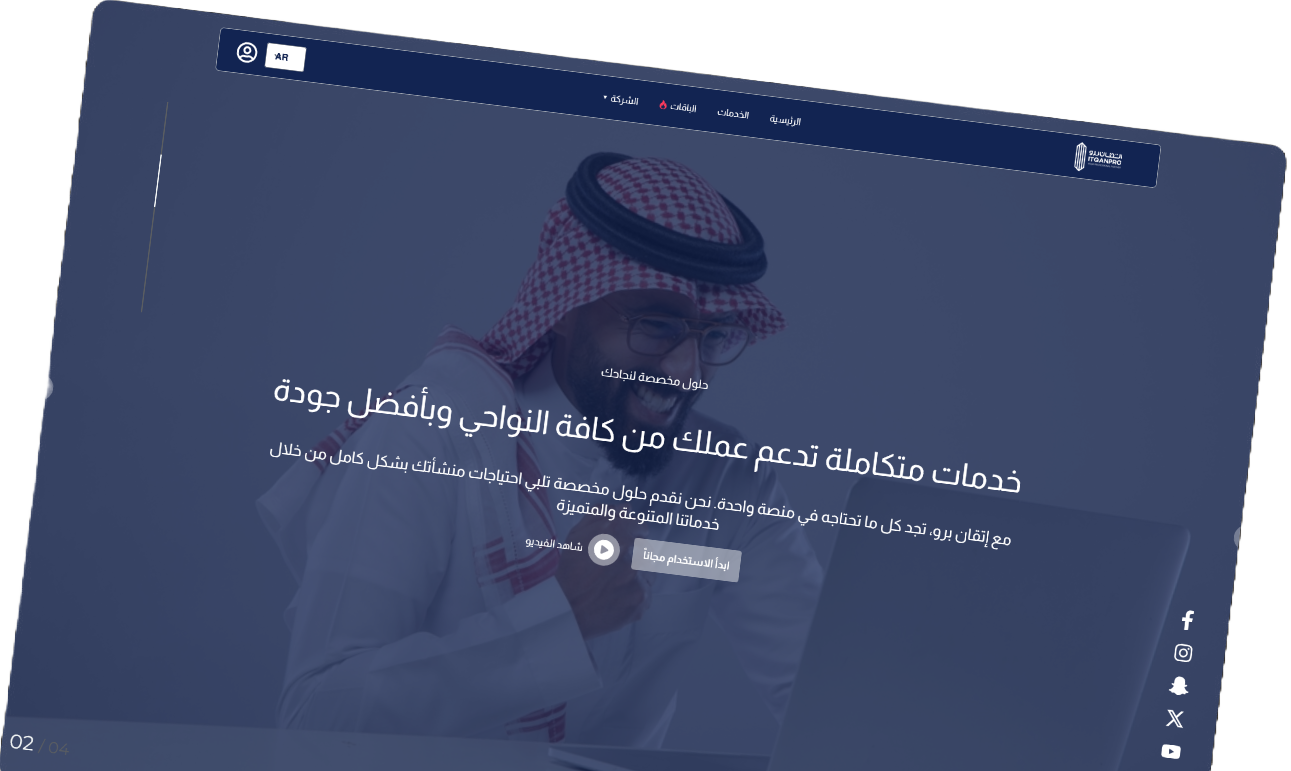 إتقان برو
ITQANPRO
الرئيسية
الخدمات
الباقات
الشركة
AR
حلول مخصصة لنجاحك
خدمات متكاملة تدعم عملك من كافة النواحي وبأفضل جودة
مع إتقان برو، تجد كل ما تحتاجه في منصة واحدة. نحن نقدم حلول مخصصة تلبي احتياجات منشأتك بشكل كامل من خلال
خدماتنا المتنوعة والمتميزة
ابدأ الاستخدام مجاناً
شاهد الفيديو
02 / 04